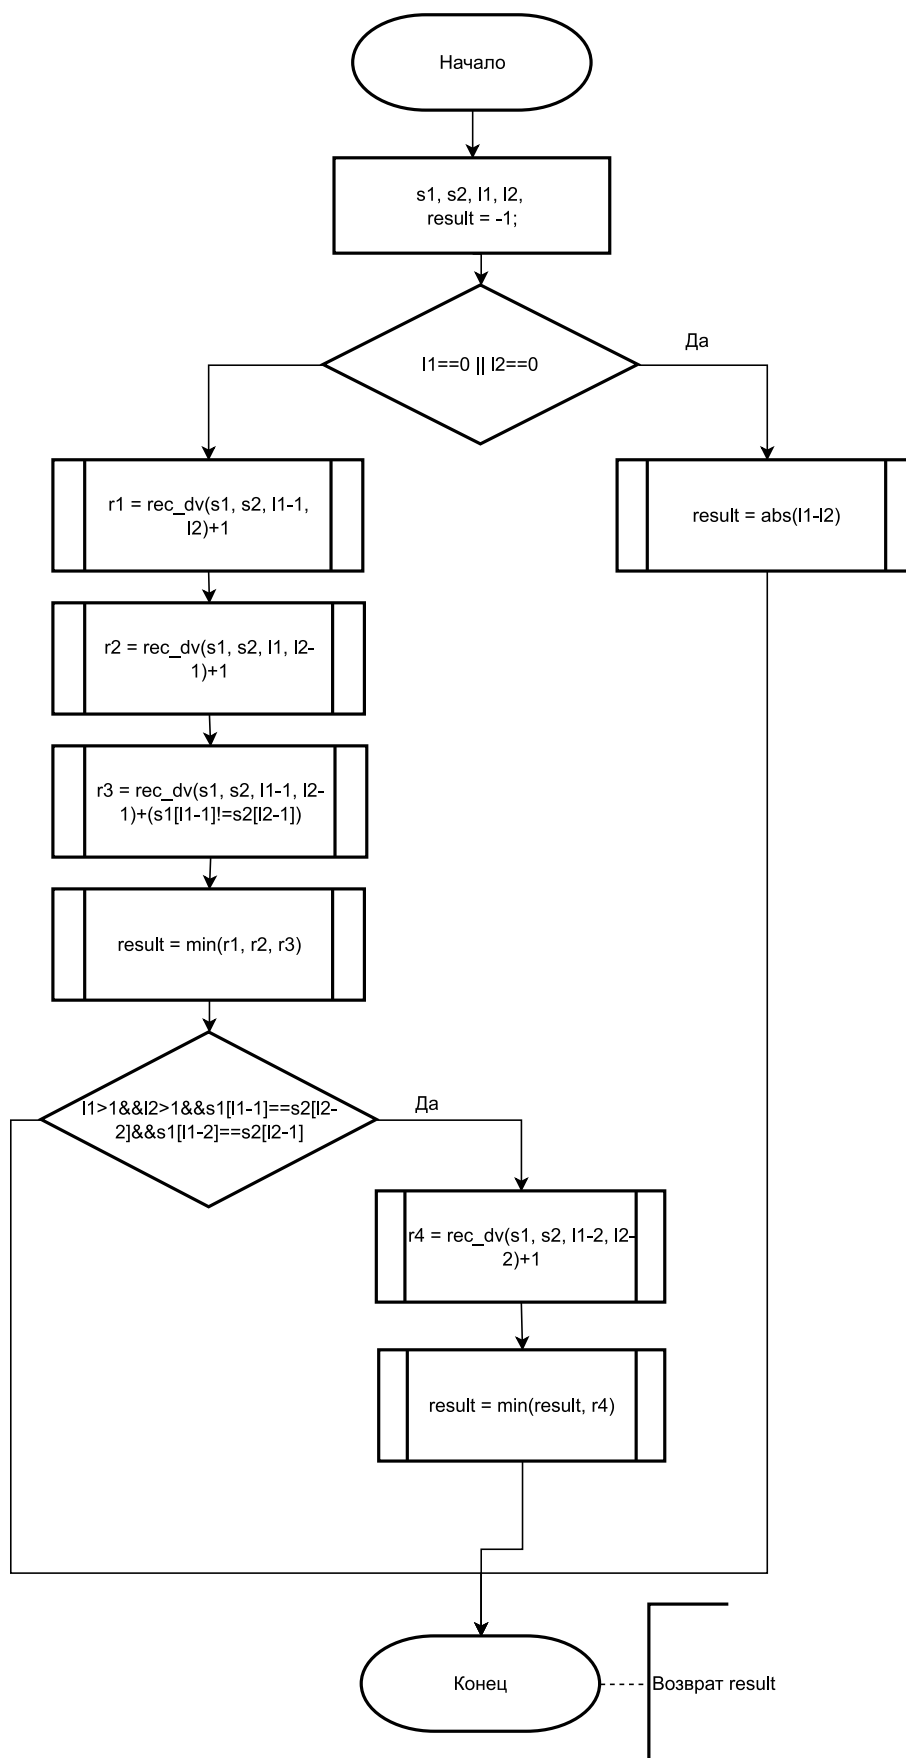 Начало
s1, s2, l1, l2,
result = -1;
l1==0 || l2==0
Да
r1 = rec_dv(s1, s2, l1-1,
l2)+1
result = abs(l1-l2)
r2 = rec_dv(s1, s2, l1, l2-
1)+1
r3 = rec_dv(s1, s2, l1-1, l2-
1)+(s1[l1-1]!=s2[l2-1])
result = min(r1, r2, r3)
l1>1&&l2>1&&s1[l1-1]==s2[l2-
2]&&s1[l1-2]==s2[l2-1]
Да
r4 = rec_dv(s1, s2, l1-2, l2-
2)+1
result = min(result, r4)
Конец
Возврат result